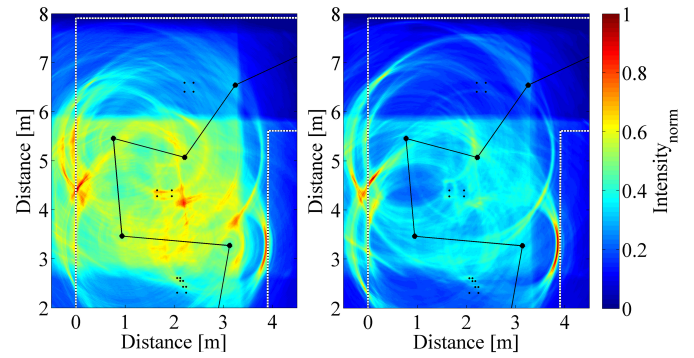 8 8 1
7 7
0.8
6 6
0.6
5 5
0.4
4 4
3 3 0.2
2 2 0
0 1 2 3 4 0 1 2 3 4
Distance [m] Distance [m]
Distance [m] Distance [m]
Intensity_norm